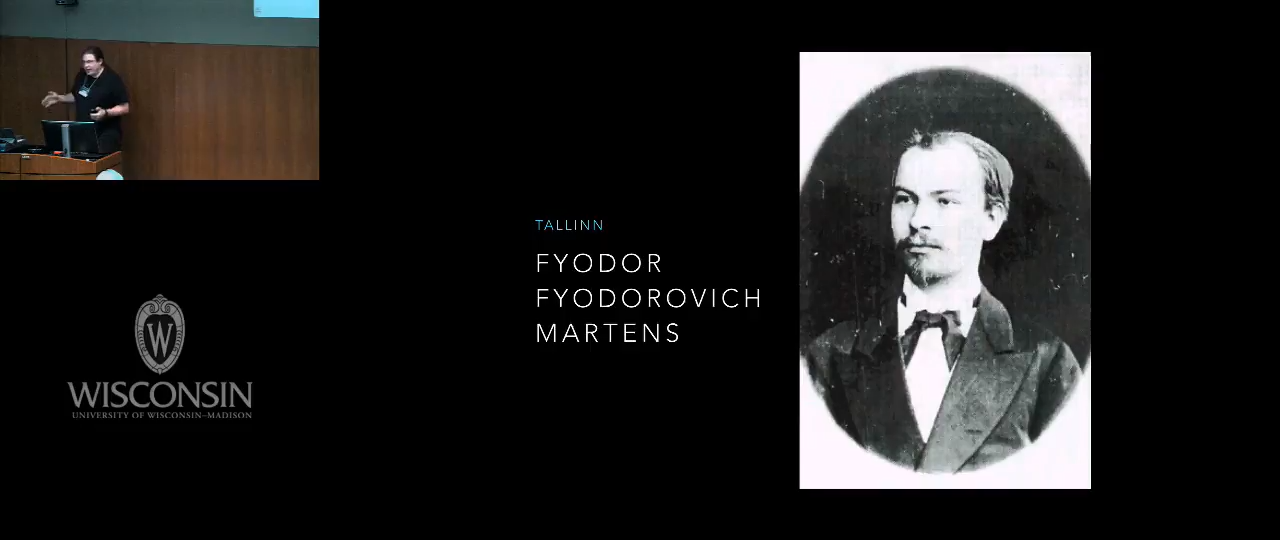 TALLINN
FYODOR
FYODOROVICH
MARTENS
W
WISCONSIN
UNIVERSITY OF WISCONSIN–MADISON